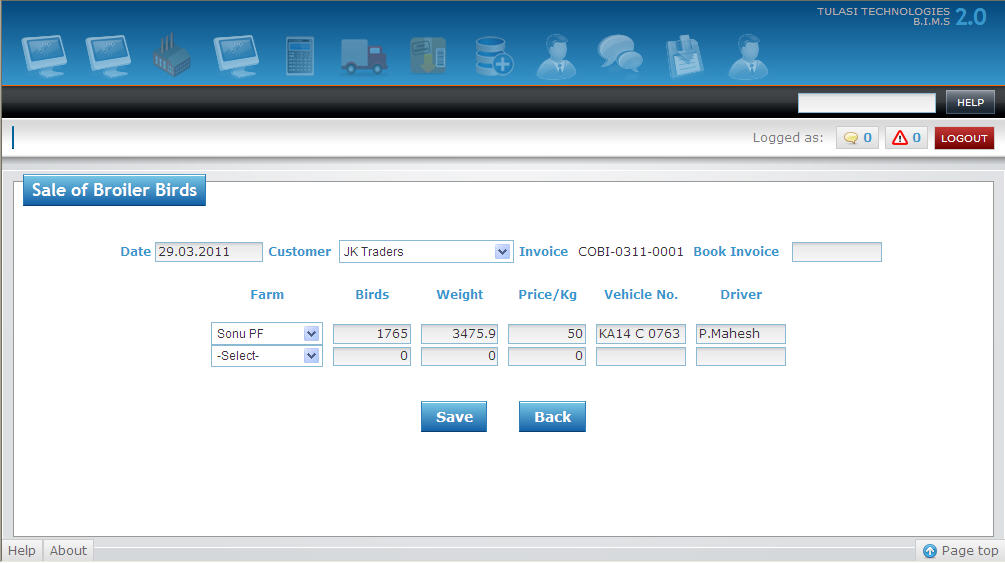 TULASI TECHNOLOGIES
B.I.M.S 2.0
HELP
Logged as: 0 0 LOGOUT
Sale of Broiler Birds
Date 29.03.2011 Customer JK Traders Invoice COBI-0311-0001 Book Invoice
Farm Birds Weight Price/Kg Vehicle No. Driver
Sonu PF 1765 3475.9 50 KA14 C 0763 P.Mahesh
-Select- 0 0 0
Save Back
Help About Page top